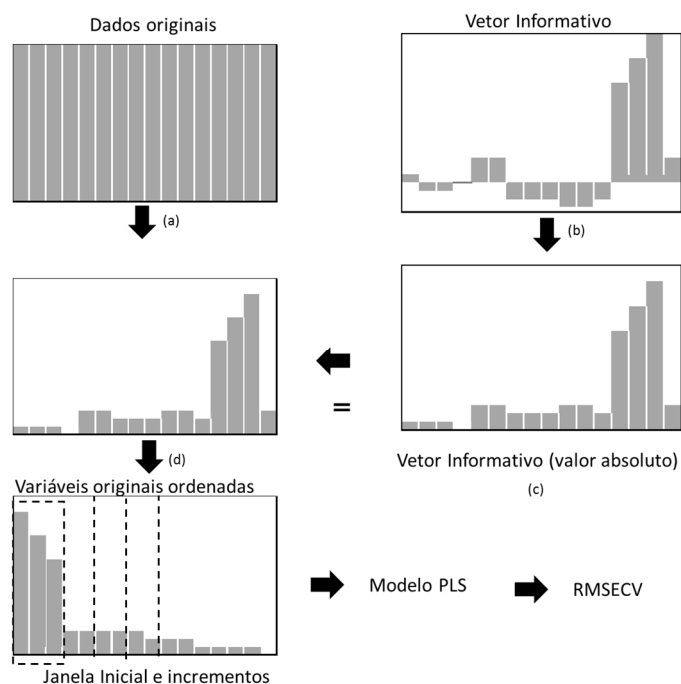 Dados originais
Vetor Informativo
(a)
(b)
=
Vetor Informativo (valor absoluto)
(c)
(d)
Variáveis originais ordenadas
Modelo PLS
RMSECV
Janela Inicial e incrementos